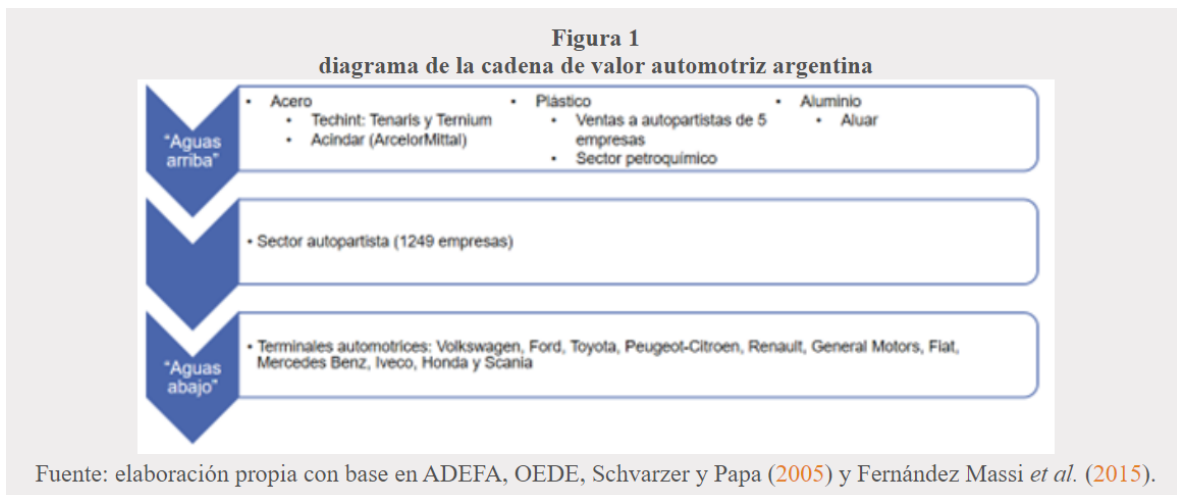 Figura 1
diagrama de la cadena de valor automotriz argentina
"Aguas arriba"
• Acero
• Techint: Tenaris y Ternium
• Acindar (ArcelorMittal)
• Plástico
• Ventas a autopartistas de 5
empresas
• Sector petroquímico
• Aluminio
• Aluar
• Sector autopartista (1249 empresas)
"Aguas
abajo"
• Terminales automotrices: Volkswagen, Ford, Toyota, Peugeot-Citroen, Renault, General Motors, Fiat,
Mercedes Benz, Iveco, Honda y Scania
Fuente: elaboración propia con base en ADEFA, OEDE, Schvarzer y Papa (2005) y Fernández Massi et al. (2015).